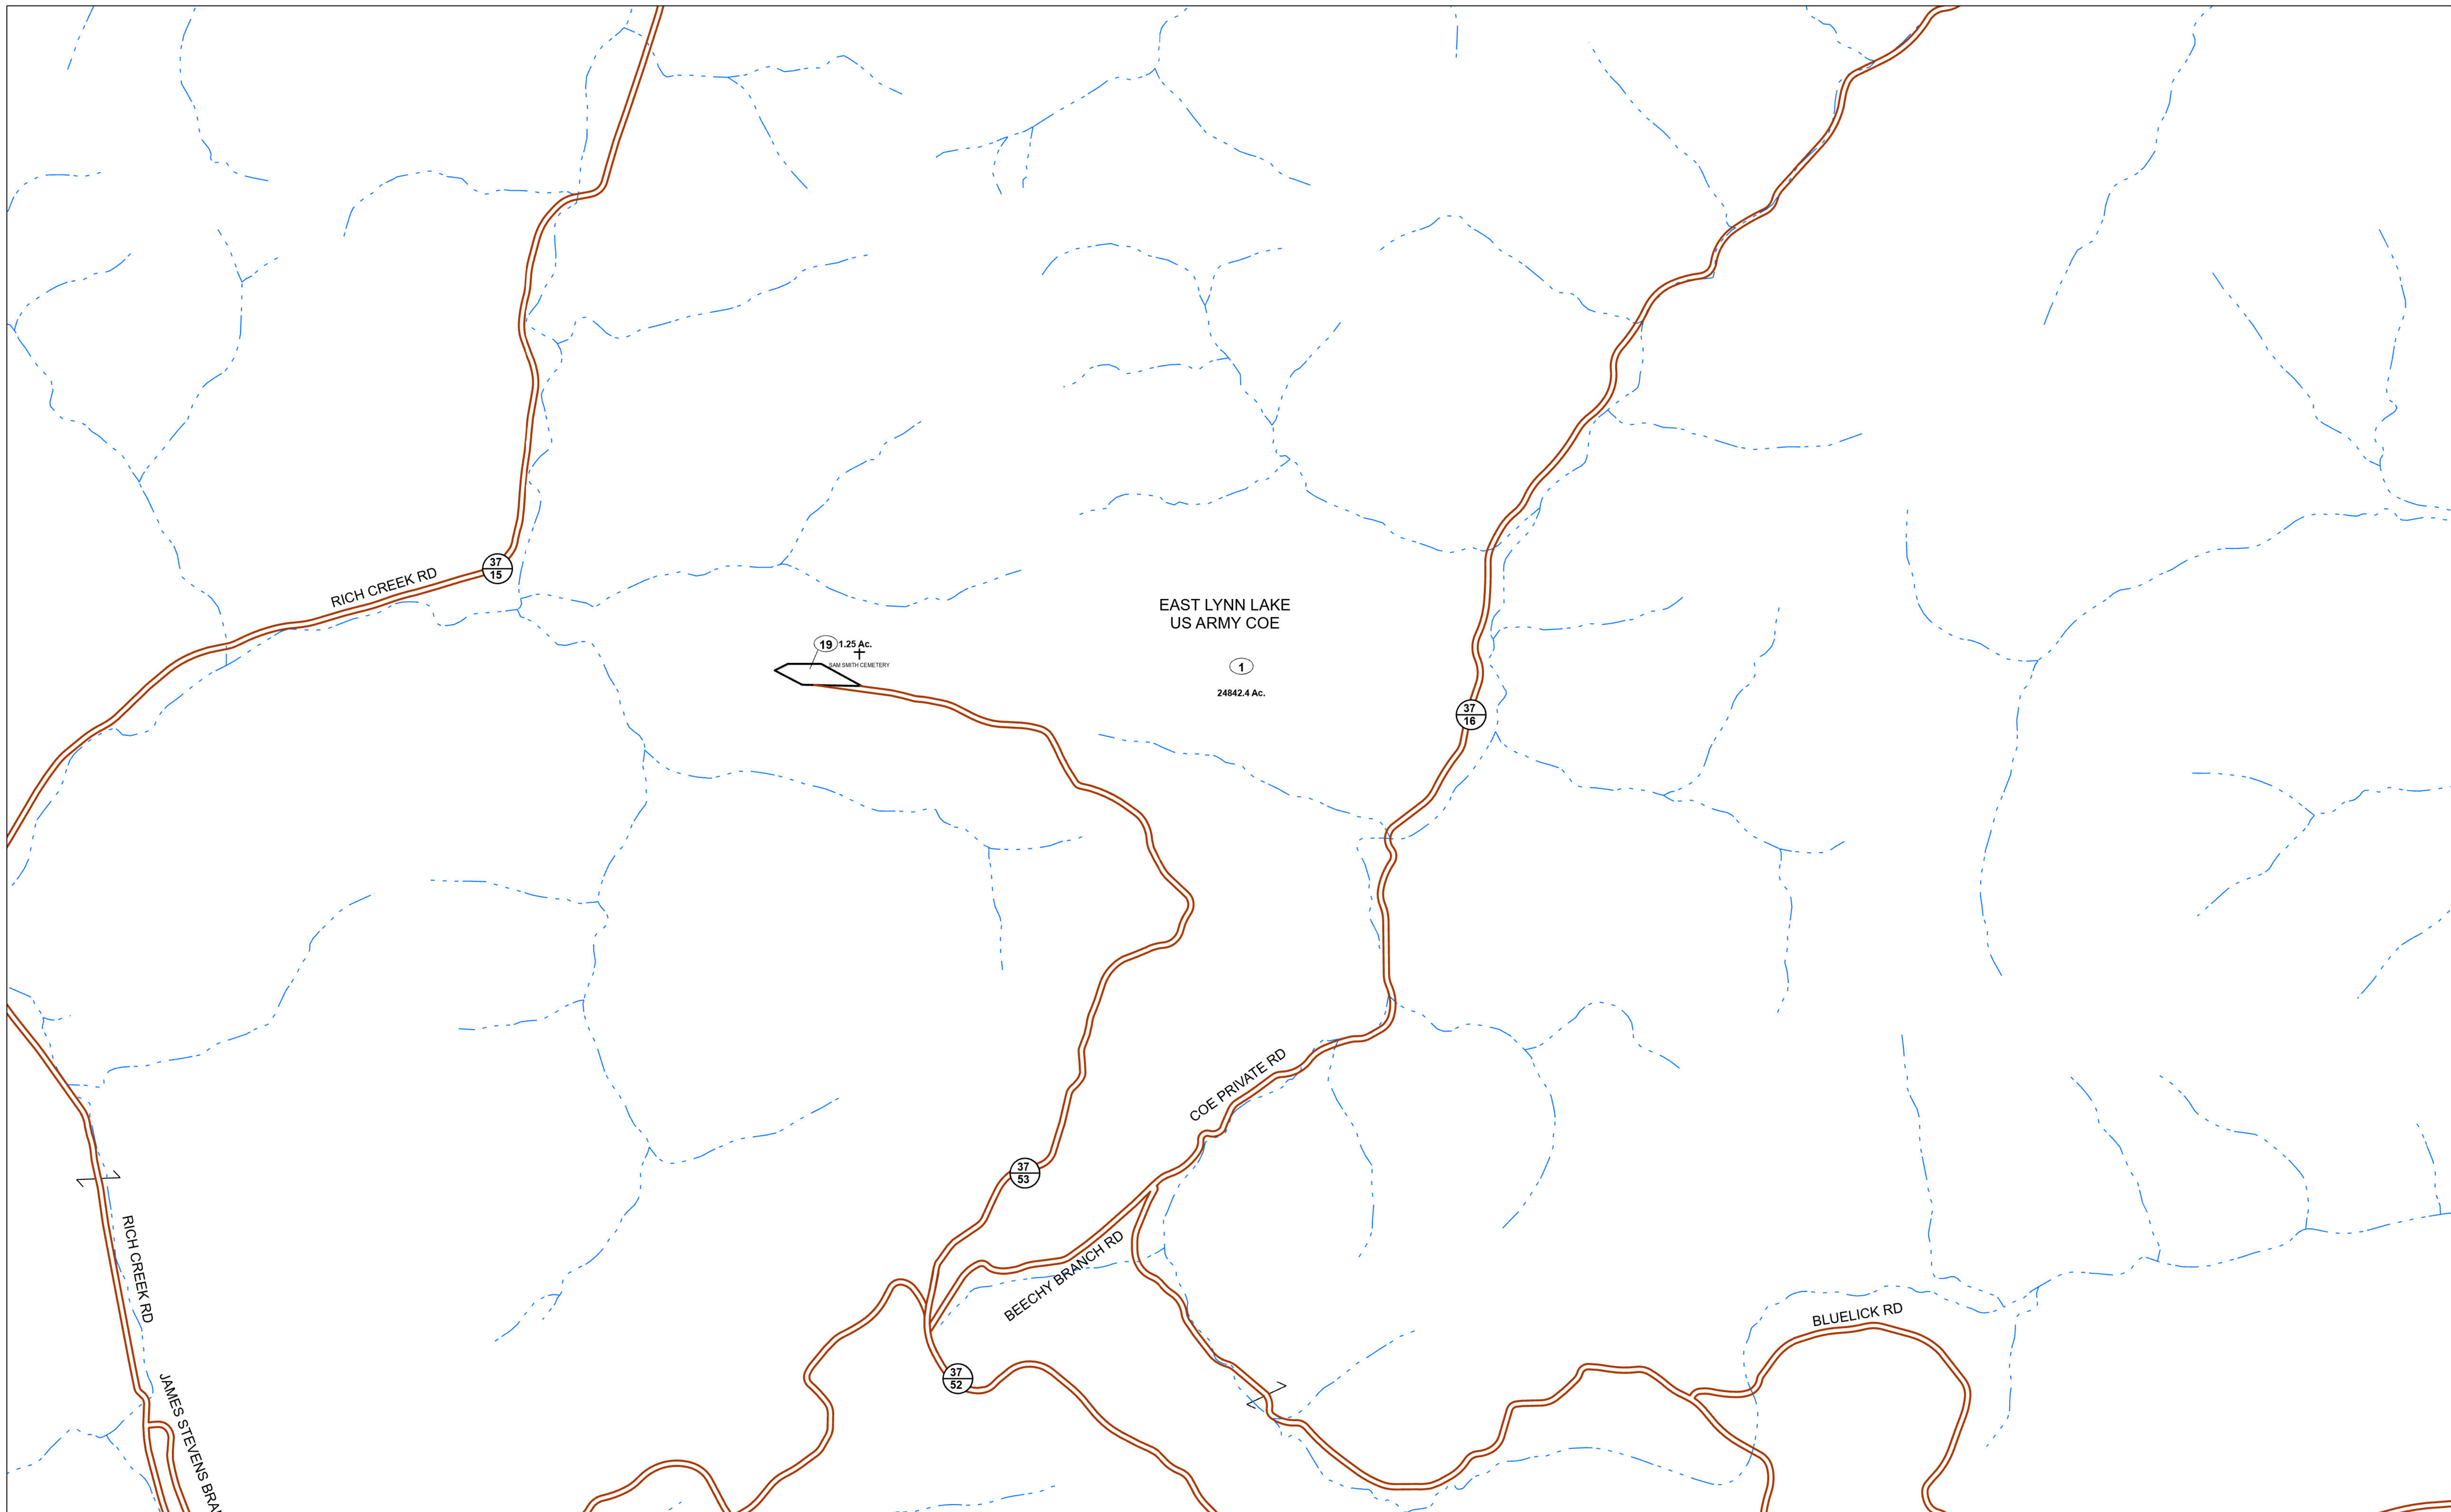 RICH CREEK RD
37
15
EAST LYNN LAKE
US ARMY COE
19 1.25 Ac.
SAM SMITH CEMETERY
1
24842.4 Ac.
37
16
COE PRIVATE RD
37
53
RICH CREEK RD
BEECHY BRANCH RD
BLUELICK RD
37
52
JAMES STEVENS BRA